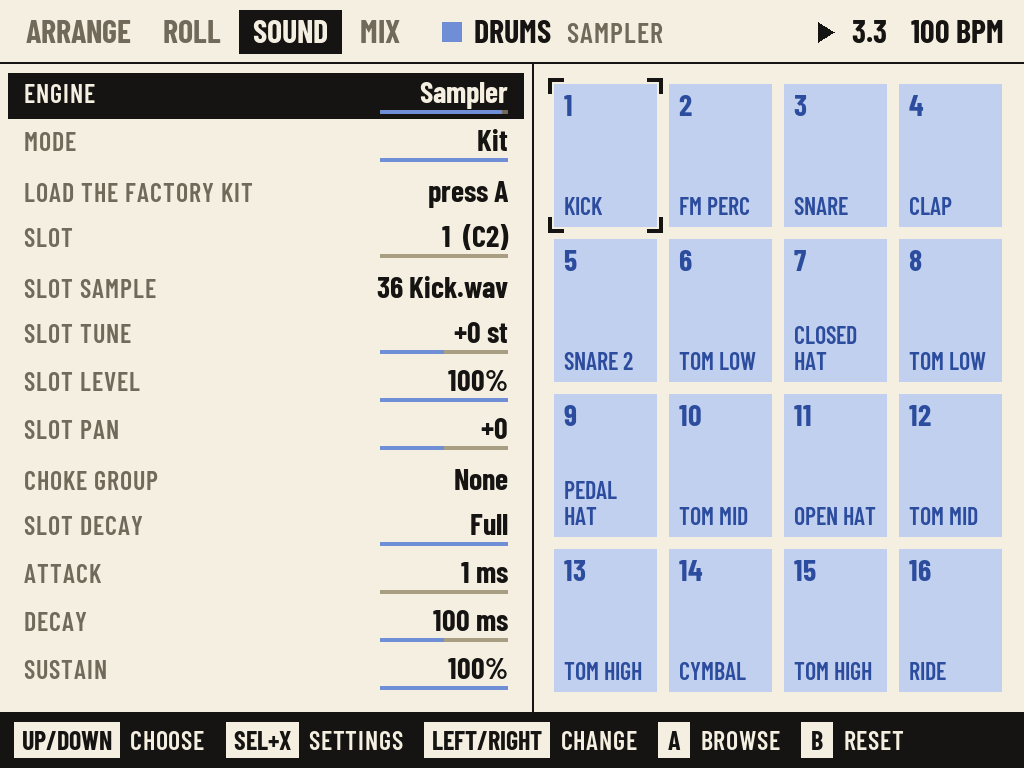 ARRANGE ROLL SOUND MIX DRUMS SAMPLER 3.3 100 BPM
ENGINE Sampler
MODE Kit
LOAD THE FACTORY KIT press A
SLOT 1 (C2)
SLOT SAMPLE 36 Kick.wav
SLOT TUNE +0 st
SLOT LEVEL 100%
SLOT PAN +0
CHOKE GROUP None
SLOT DECAY Full
ATTACK 1 ms
DECAY 100 ms
SUSTAIN 100%
1 2 3 4
KICK FM PERC SNARE CLAP
5 6 7 8
SNARE 2 TOM LOW CLOSED HAT TOM LOW
9 10 11 12
PEDAL HAT TOM MID OPEN HAT TOM MID
13 14 15 16
TOM HIGH CYMBAL TOM HIGH RIDE
UP/DOWN CHOOSE SEL+X SETTINGS LEFT/RIGHT CHANGE A BROWSE B RESET